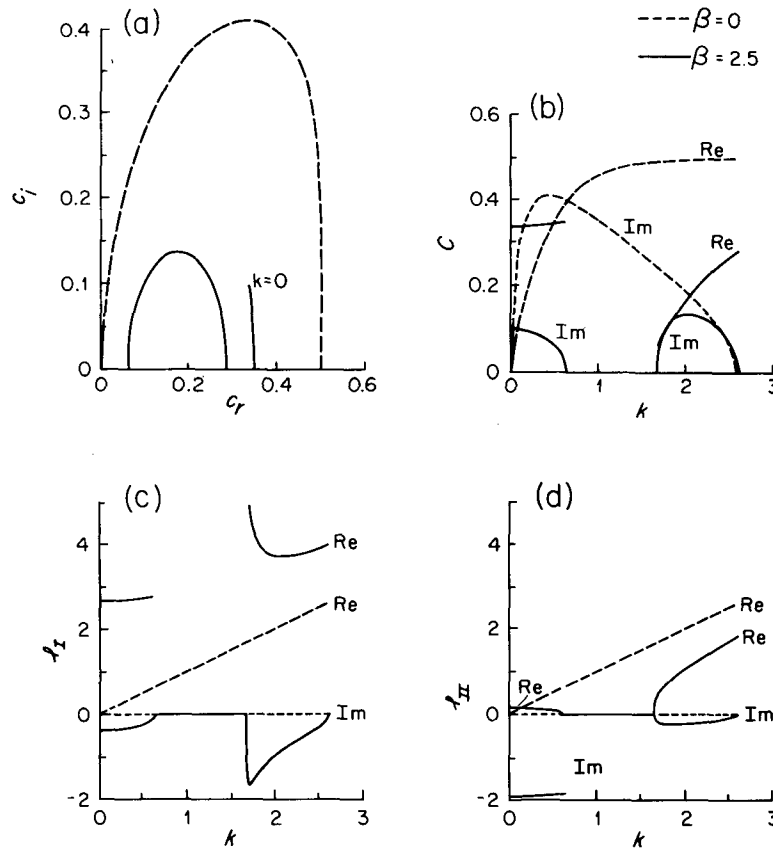 (a)
0.4
0.3
0.2
0.1
0
c_i
k=0
0
0.2
0.4
0.6
c_r
--- β=0
— β=2.5
(b)
0.6
0.4
0.2
0
C
Re
Im
Re
Im
Im
0
1
2
3
k
(c)
4
2
0
-2
ℓ_I
Re
Re
Im
0
1
2
3
k
(d)
4
2
0
-2
ℓ_II
Re
Re
Re
Im
Im
0
1
2
3
k